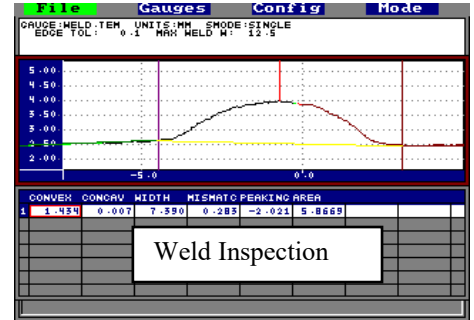 File Gauges Config Mode
GAUGE:WELD.TEM UNITS:MM SMODE:SINGLE
EDGE TOL: 0.1 MAX WELD W: 12.5
5.00
4.50
4.00
3.50
3.00
2.50
2.00
-5.0 0.0
CONVEX CONCAV WIDTH MISMATC PEAKING AREA
1 1.434 0.007 7.390 0.283 -2.021 5.8669
Weld Inspection